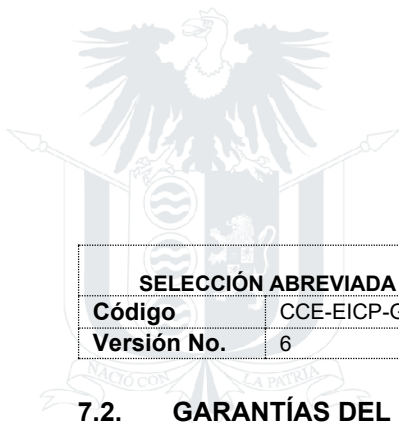 SELECCIÓN ABREVIADA
Código CCE-EICP-G
Versión No. 6
NACIÓ CON LA PATRIA
7.2. GARANTÍAS DEL